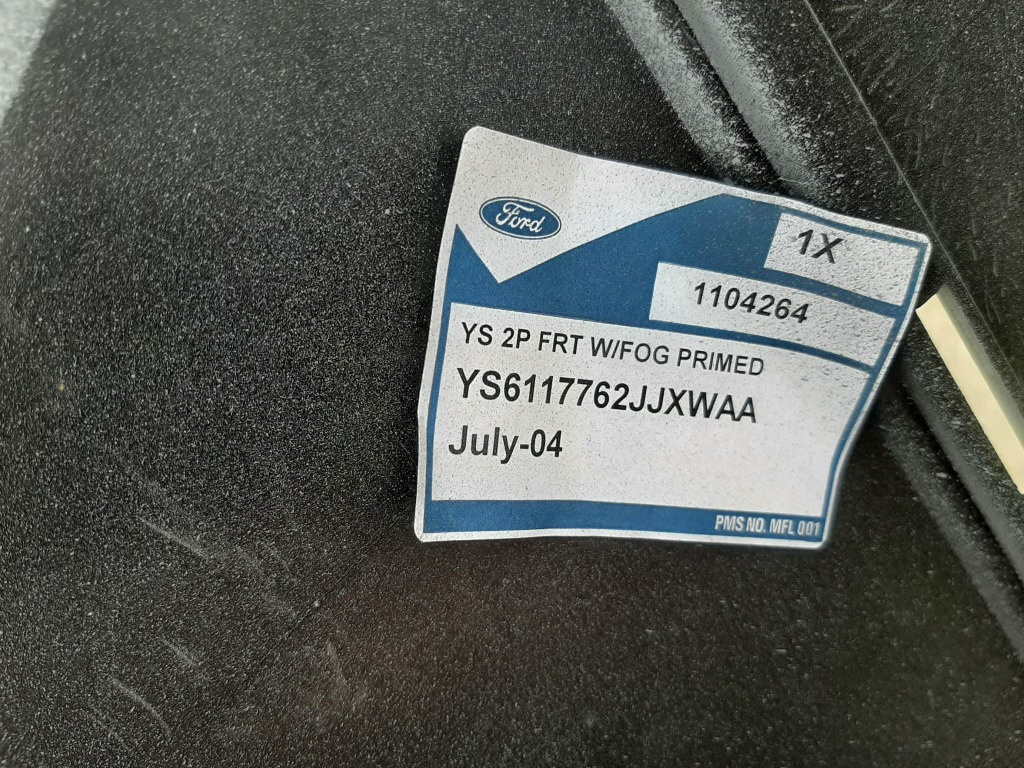 Ford
1X
1104264
YS 2P FRT W/FOG PRIMED
YS6117762JJXWAA
July-04
PMS NO. MFL 001